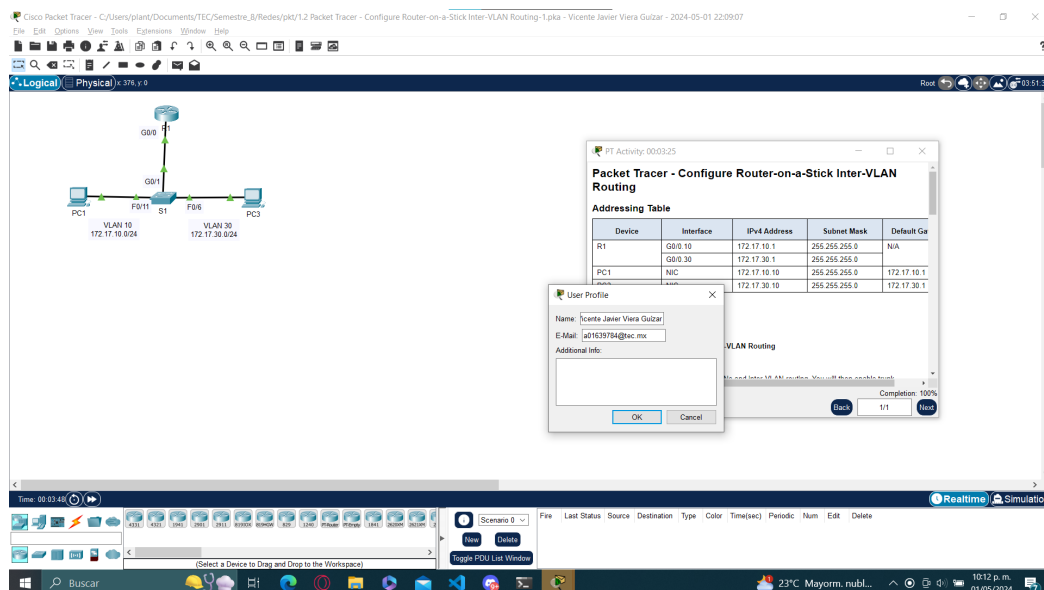 Cisco Packet Tracer - C:/Users/plant/Documents/TEC/Semestre_8/Redes/pkt/1.2 Packet Tracer - Configure Router-on-a-Stick Inter-VLAN Routing-1.pka - Vicente Javier Viera Guizar - 2024-05-01 22:09:07
File Edit Options View Tools Extensions Window Help
Logical Physical x: 376, y: 0 Root 03:51:3
R1
G0/0
G0/1
F0/11 S1 F0/6
PC1 PC3
VLAN 10
172.17.10.0/24
VLAN 30
172.17.30.0/24
PT Activity: 00:03:25
Packet Tracer - Configure Router-on-a-Stick Inter-VLAN
Routing
Addressing Table
Device Interface IPv4 Address Subnet Mask Default Ga
R1 G0/0.10 172.17.10.1 255.255.255.0 N/A
G0/0.30 172.17.30.1 255.255.255.0
PC1 NIC 172.17.10.10 255.255.255.0 172.17.10.1
NIC 172.17.30.10 255.255.255.0 172.17.30.1
User Profile
Name: icente Javier Viera Guizar
E-Mail: a01639784@tec.mx
Additional Info:
OK Cancel
-VLAN Routing
Ns and inter-VLAN routing. You will then enable trunk
Completion: 100%
Back 1/1 Next
Time: 00:03:48 Realtime Simulatio
4331 4321 1941 2901 2911 819IOX 819HGW 829 1240 PT-Router PT-Empty 1841 2620XM 2621XM
(Select a Device to Drag and Drop to the Workspace)
Scenario 0
New Delete
Toggle PDU List Window
Fire Last Status Source Destination Type Color Time(sec) Periodic Num Edit Delete
Buscar
23°C Mayorm. nubl...
10:12 p. m.
01/05/2024